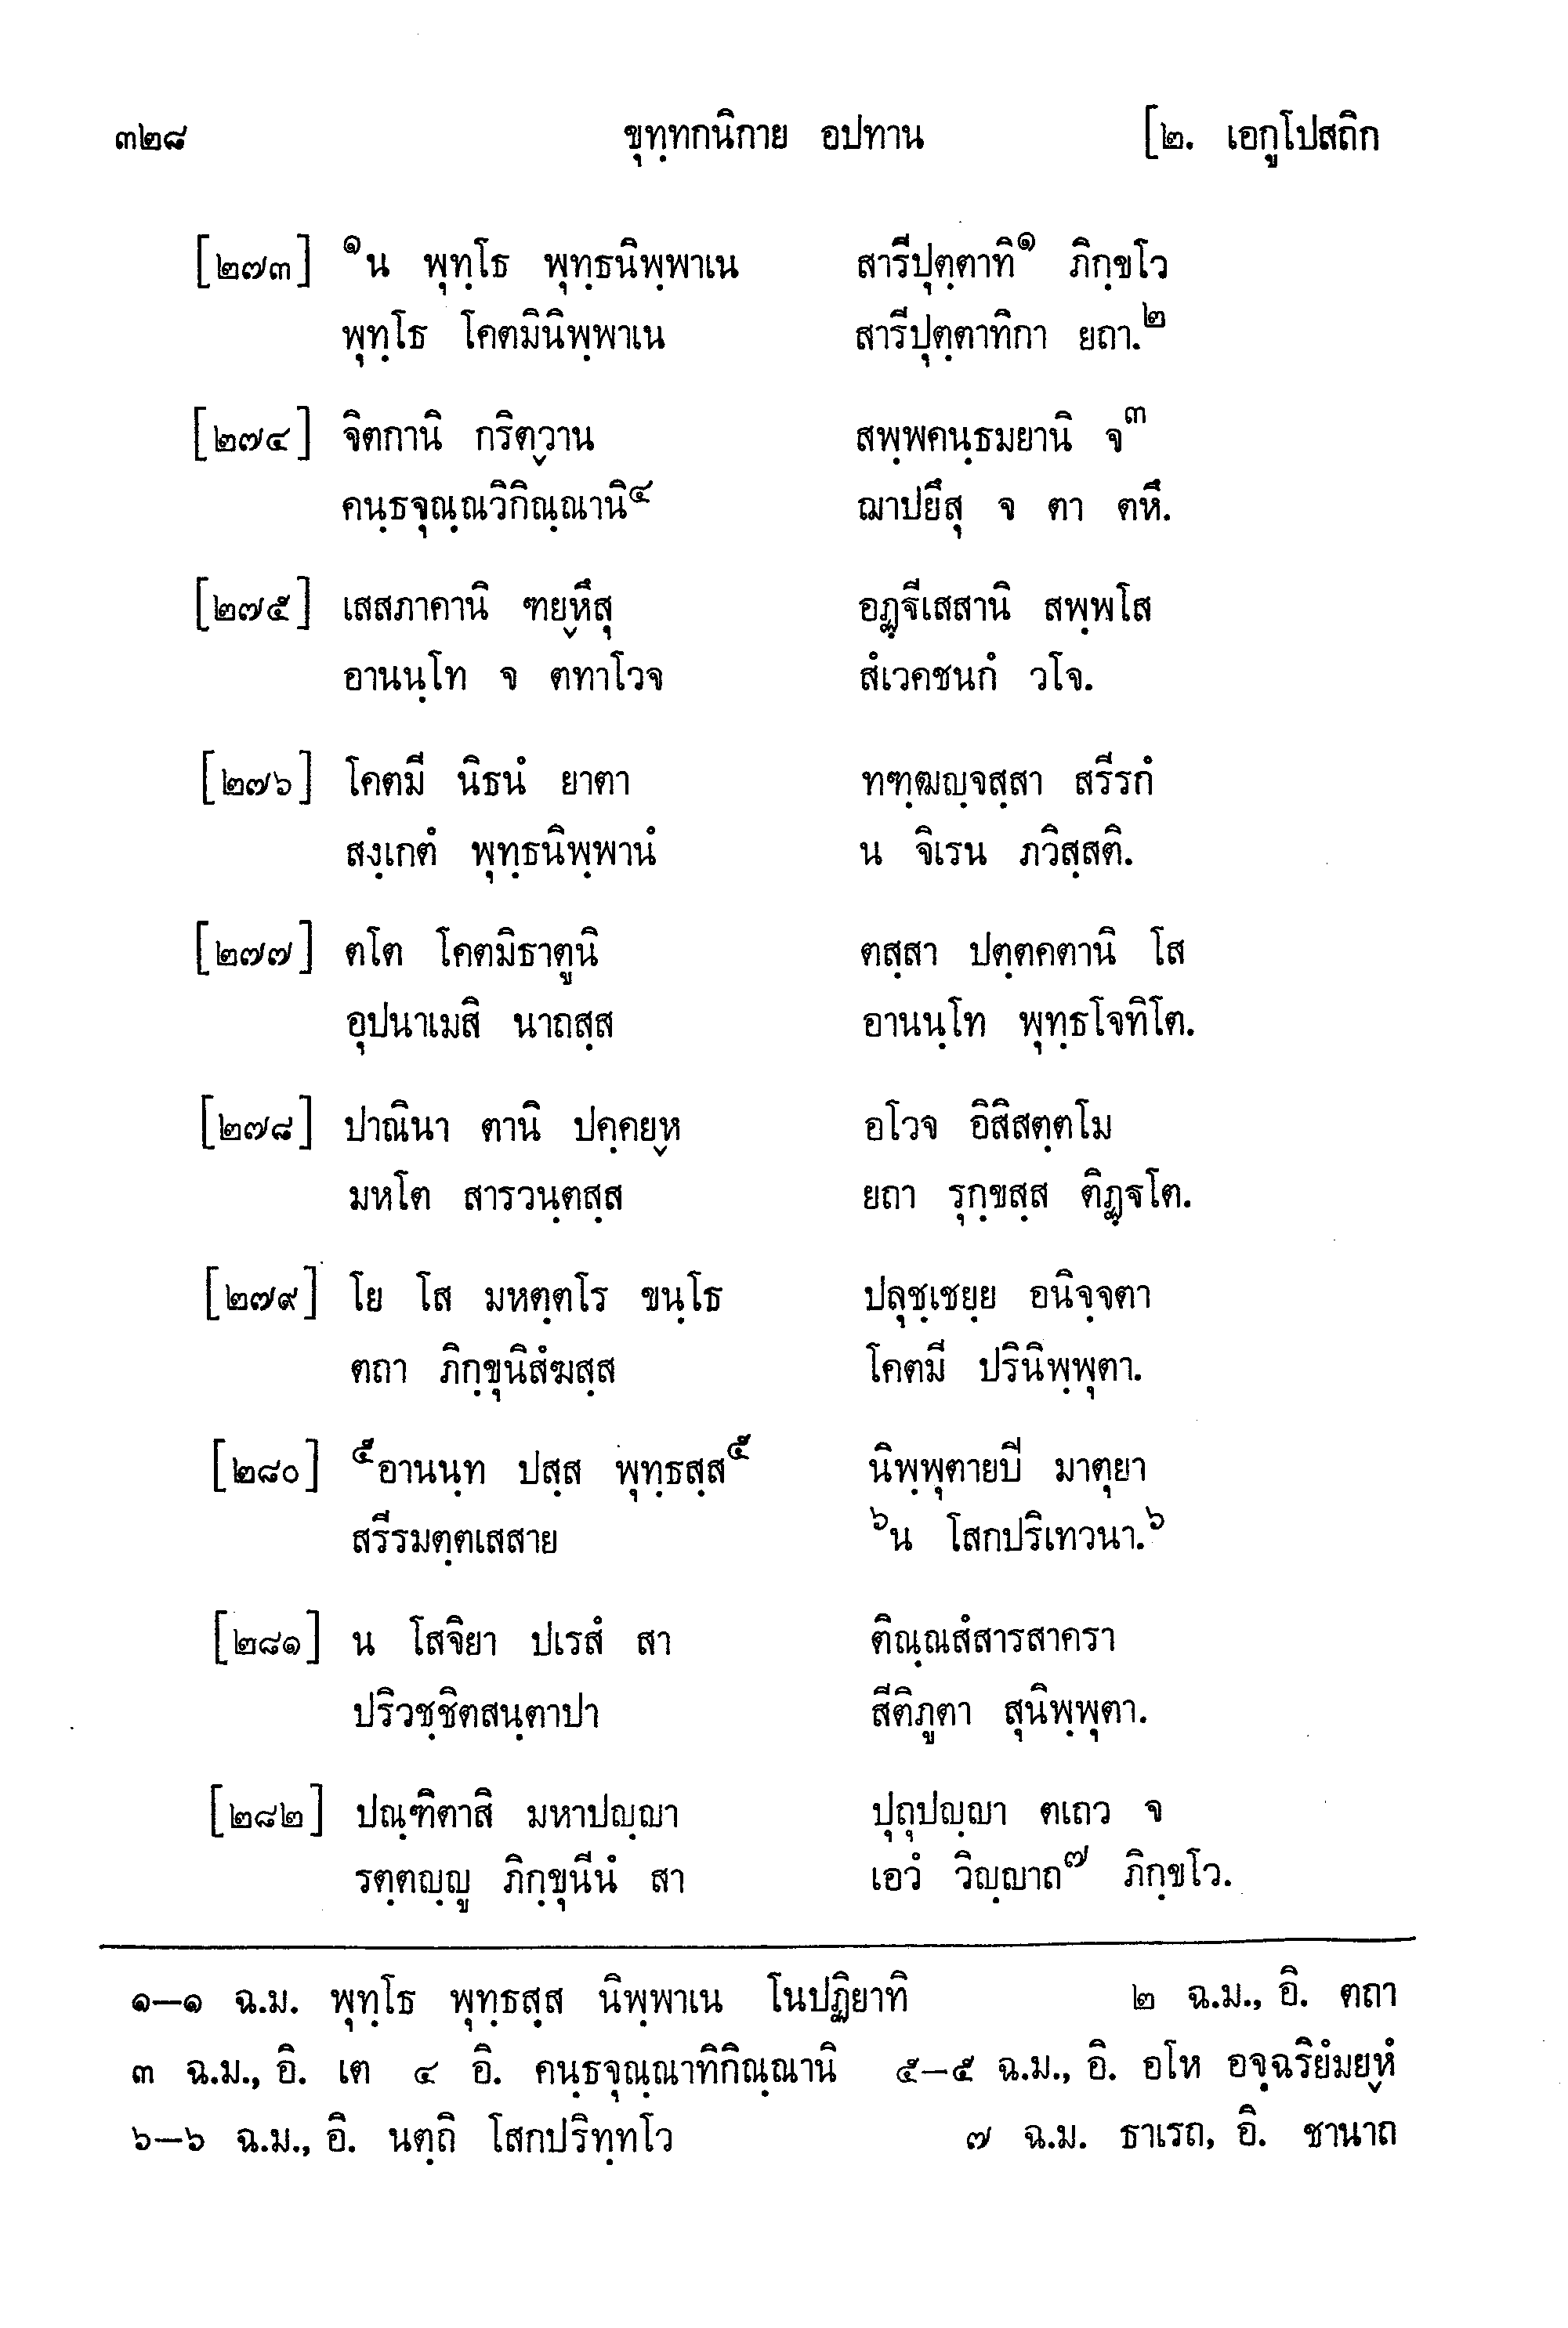 ๓๒๘ ขุทฺทกนิกาย อปทาน [๒. เอกูโปสถิก
[๒๗๓] ๑น พุทฺโธ พุทฺธนิพฺพาเน สารีปุตฺตาทิ๑ ภิกฺขโว
พุทฺโธ โคตมินิพฺพาเน สารีปุตฺตาทิกา ยถา.๒
[๒๗๔] จิตกานิ กริตฺวาน สพฺพคนฺธมยานิ จ๓
คนฺธจุณฺณวิกิณฺณานิ๔ ฌาปยึสุ จ ตา ตหึ.
[๒๗๕] เสสภาคานิ ฑยฺหึสุ อฏฺฐีเสสานิ สพฺพโส
อานนฺโท จ ตทาโวจ สํเวคชนกํ วโจ.
[๒๗๖] โคตมี นิธนํ ยาตา ทฑฺฒญฺจสฺสา สรีรกํ
สงฺเกตํ พุทฺธนิพฺพานํ น จิเรน ภวิสฺสติ.
[๒๗๗] ตโต โคตมิธาตูนิ ตสฺสา ปตฺตคตานิ โส
อุปนาเมสิ นาถสฺส อานนฺโท พุทฺธโจทิโต.
[๒๗๘] ปาณินา ตานิ ปคฺคยฺห อโวจ อิสิสตฺตโม
มหโต สารวนฺตสฺส ยถา รุกฺขสฺส ติฏฺฐโต.
[๒๗๙] โย โส มหตฺตโร ขนฺโธ ปลุชฺเชยฺย อนิจฺจตา
ตถา ภิกฺขุนิสํฆสฺส โคตมี ปรินิพฺพุตา.
[๒๘๐] ๕อานนฺท ปสฺส พุทฺธสฺส๕ นิพฺพุตายปี มาตุยา
สรีรมตฺตเสสาย ๖น โสกปริเทวนา.๖
[๒๘๑] น โสจิยา ปเรสํ สา ติณฺณสํสารสาครา
ปริวชฺชิตสนฺตาปา สีติภูตา สุนิพฺพุตา.
[๒๘๒] ปณฺฑิตาสิ มหาปญฺญา ปุถุปญฺญา ตเถว จ
รตฺตญฺญู ภิกฺขุนีนํ สา เอวํ วิญฺญาถ๗ ภิกฺขโว.
๑–๑ ฉ.ม. พุทฺโธ พุทฺธสฺส นิพฺพาเน โนปฏิยาทิ ๒ ฉ.ม., อิ. ตถา
๓ ฉ.ม., อิ. เต ๔ อิ. คนฺธจุณฺณาทิกิณฺณานิ ๕–๕ ฉ.ม., อิ. อโห อจฺฉริยํมยฺหํ
๖–๖ ฉ.ม., อิ. นตฺถิ โสกปริทฺทโว ๗ ฉ.ม. ธาเรถ, อิ. ชานาถ